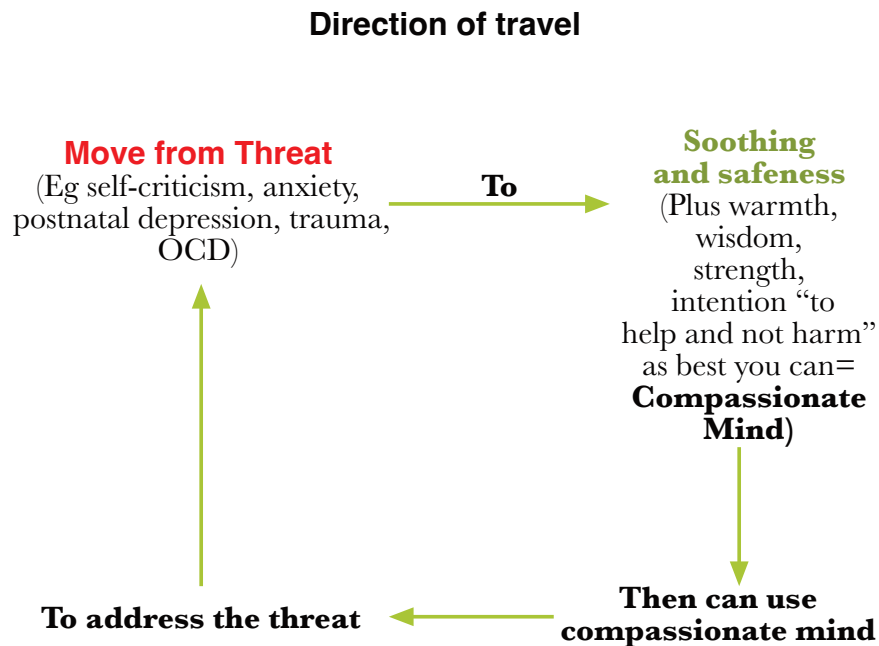 Direction of travel
Move from Threat
(Eg self-criticism, anxiety,
postnatal depression, trauma,
OCD)
To
Soothing
and safeness
(Plus warmth,
wisdom,
strength,
intention “to
help and not harm”
as best you can=
Compassionate
Mind)
Then can use
compassionate mind
To address the threat